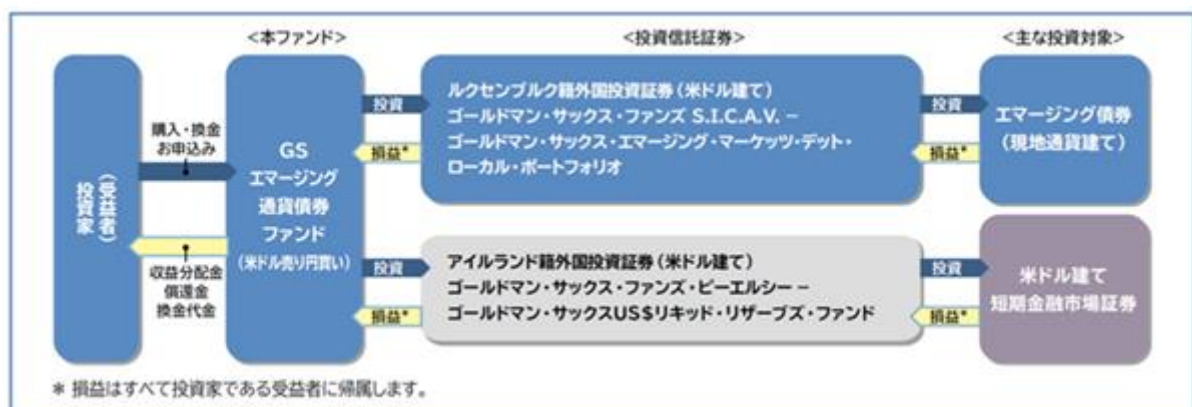 <本ファンド>
<投資信託証券>
<主な投資対象>
投資家
(受益者)
購入・換金
お申込み
収益分配金
償還金
換金代金
GS
エマージング
通貨債券
ファンド
(米ドル売り円買い)
投資
損益*
ルクセンブルク籍外国投資証券(米ドル建て)
ゴールドマン・サックス・ファンズ S.I.C.A.V. −
ゴールドマン・サックス・エマージング・マーケッツ・デット・
ローカル・ポートフォリオ
投資
損益*
エマージング債券
(現地通貨建て)
投資
損益*
アイルランド籍外国投資証券(米ドル建て)
ゴールドマン・サックス・ファンズ・ピーエルシー −
ゴールドマン・サックスUS$リキッド・リザーブズ・ファンド
投資
損益*
米ドル建て
短期金融市場証券
* 損益はすべて投資家である受益者に帰属します。